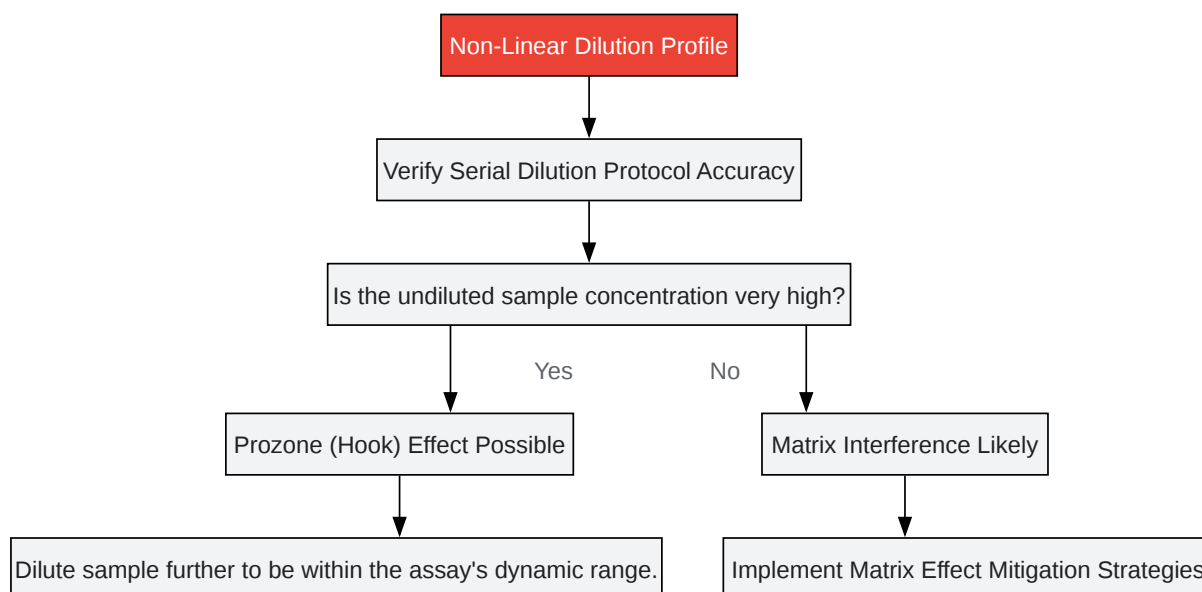 Non-Linear Dilution Profile
Verify Serial Dilution Protocol Accuracy
Is the undiluted sample concentration very high?
Yes
No
Prozone (Hook) Effect Possible
Matrix Interference Likely
Dilute sample further to be within the assay's dynamic range.
Implement Matrix Effect Mitigation Strategies